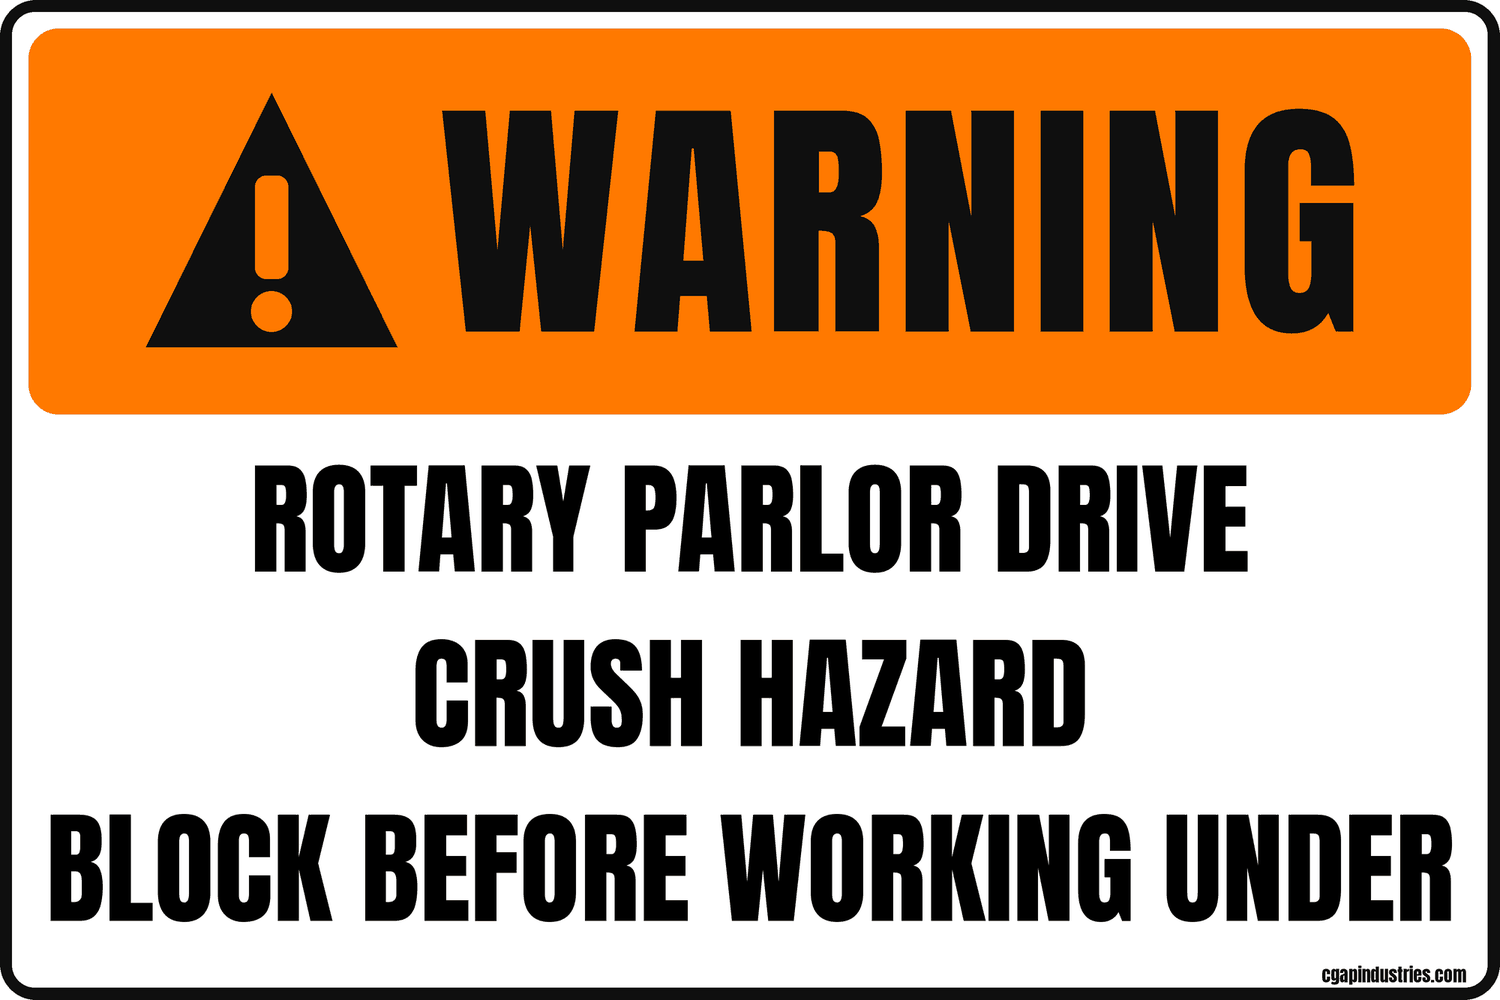 WARNING
ROTARY PARLOR DRIVE
CRUSH HAZARD
BLOCK BEFORE WORKING UNDER
cgapindustries.com